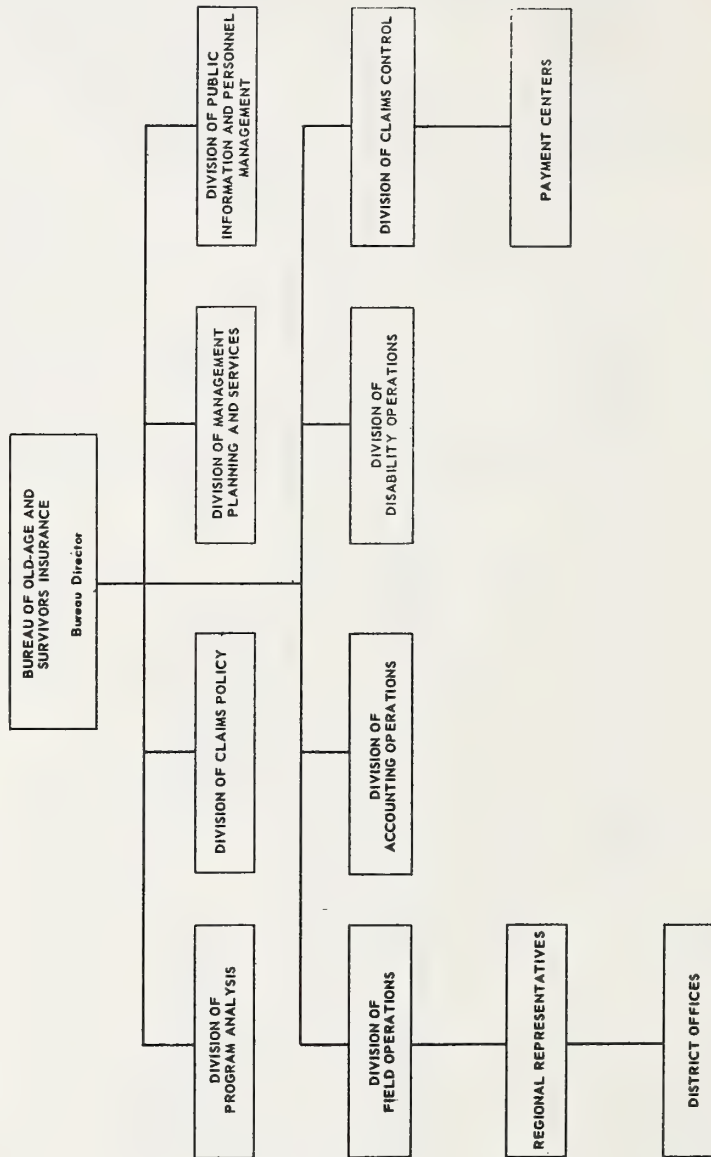 BUREAU OF OLD-AGE AND
SURVIVORS INSURANCE
Bureau Director
DIVISION OF
PROGRAM ANALYSIS
DIVISION OF CLAIMS POLICY
DIVISION OF MANAGEMENT
PLANNING AND SERVICES
DIVISION OF PUBLIC
INFORMATION AND PERSONNEL
MANAGEMENT
DIVISION OF
FIELD OPERATIONS
DIVISION OF
ACCOUNTING OPERATIONS
DIVISION OF
DISABILITY OPERATIONS
DIVISION OF CLAIMS CONTROL
REGIONAL REPRESENTATIVES
PAYMENT CENTERS
DISTRICT OFFICES